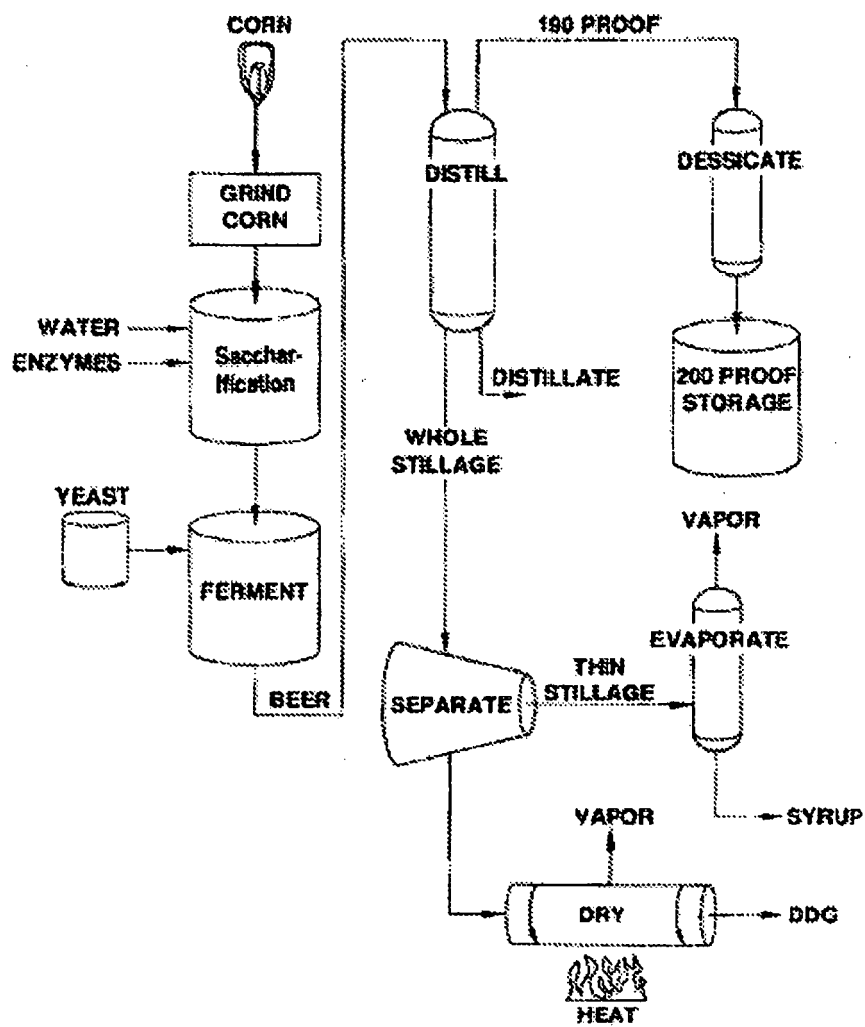 CORN
190 PROOF
GRIND
CORN
DISTILL
DESSICATE
WATER
ENZYMES
Sacchar-
ification
DISTILLATE
200 PROOF
STORAGE
WHOLE
STILLAGE
YEAST
FERMENT
VAPOR
EVAPORATE
BEER
SEPARATE
THIN
STILLAGE
VAPOR
SYRUP
DRY
DDG
HEAT